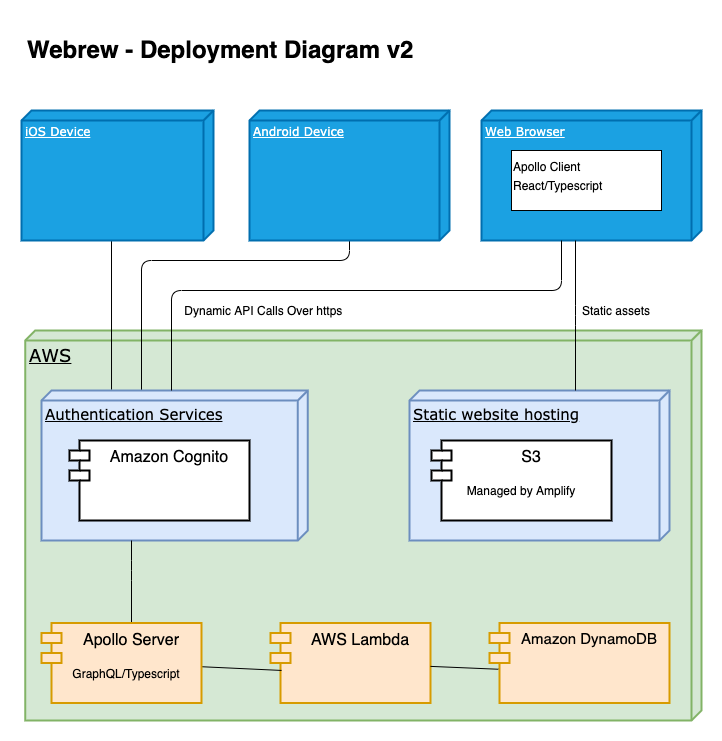 Webrew - Deployment Diagram v2
iOS Device
Android Device
Web Browser
Apollo Client
React/Typescript
Dynamic API Calls Over https
Static assets
AWS
Authentication Services
Static website hosting
Amazon Cognito
S3
Managed by Amplify
Apollo Server
GraphQL/Typescript
AWS Lambda
Amazon DynamoDB